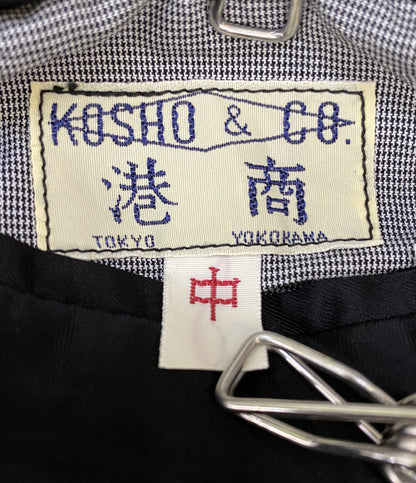 KOSHO & CO.
港商
TOKYO YOKOHAMA
中